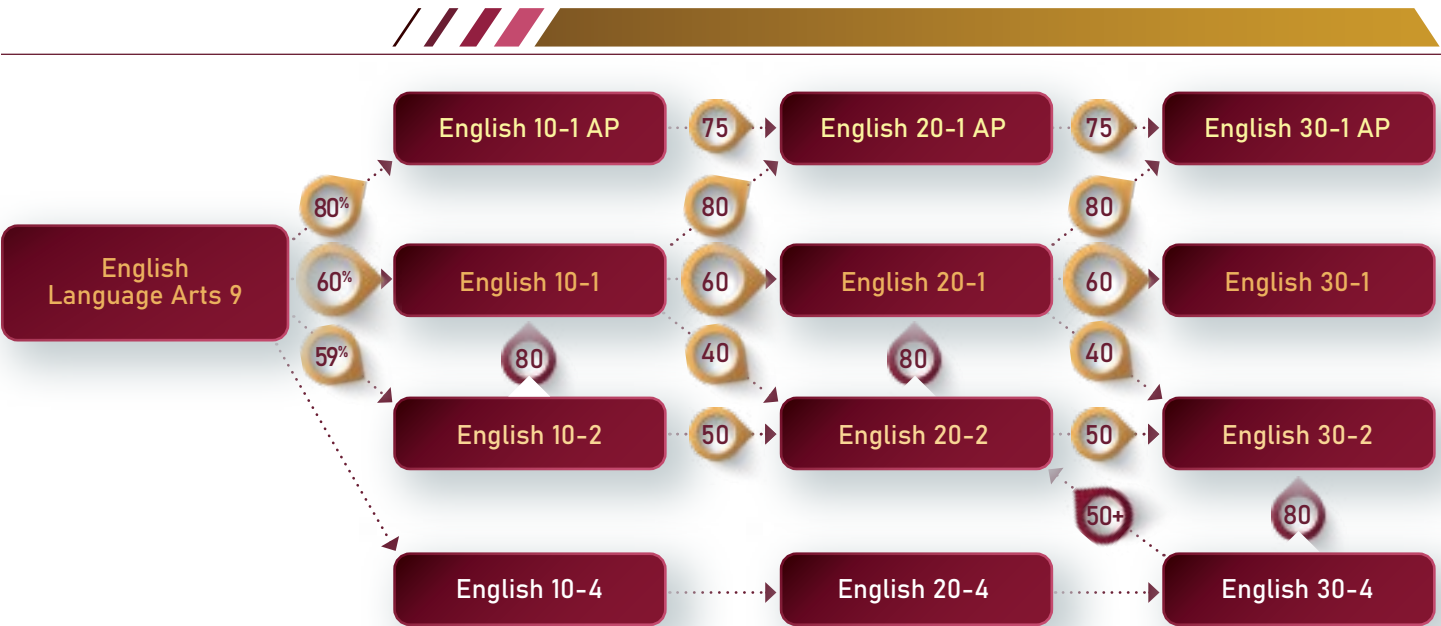 English 10-1 AP
75
English 20-1 AP
75
English 30-1 AP
80%
80
80
English
Language Arts 9
60%
English 10-1
60
English 20-1
60
English 30-1
59%
80
40
80
40
English 10-2
50
English 20-2
50
English 30-2
50+
80
English 10-4
English 20-4
English 30-4